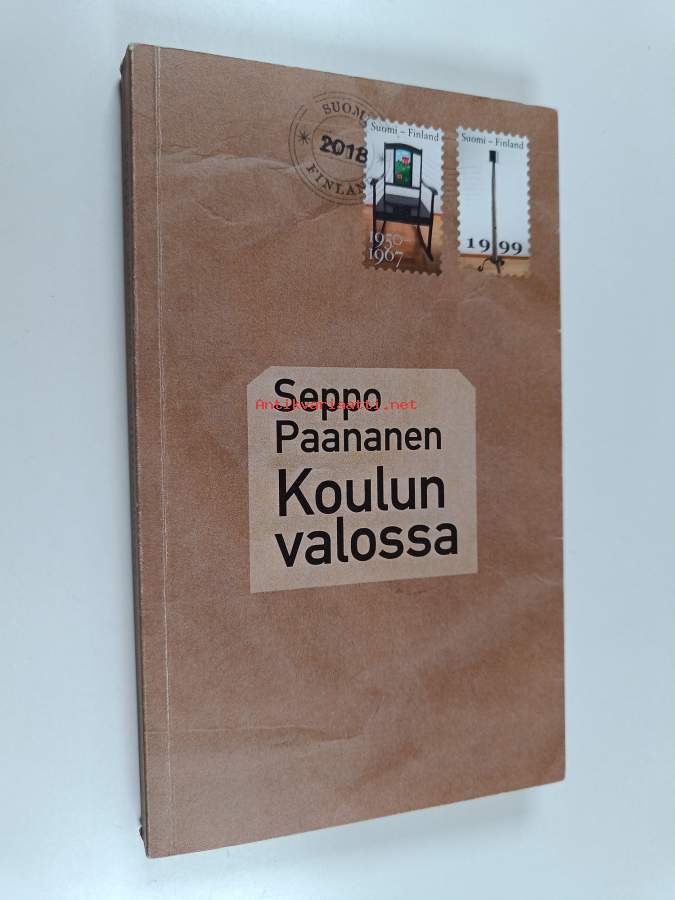 SUOMI
2018
FINLAND
Suomi – Finland
1950–
1967
Suomi – Finland
1999
Seppo
Antikvariaatti.net
Paananen
Koulun
valossa